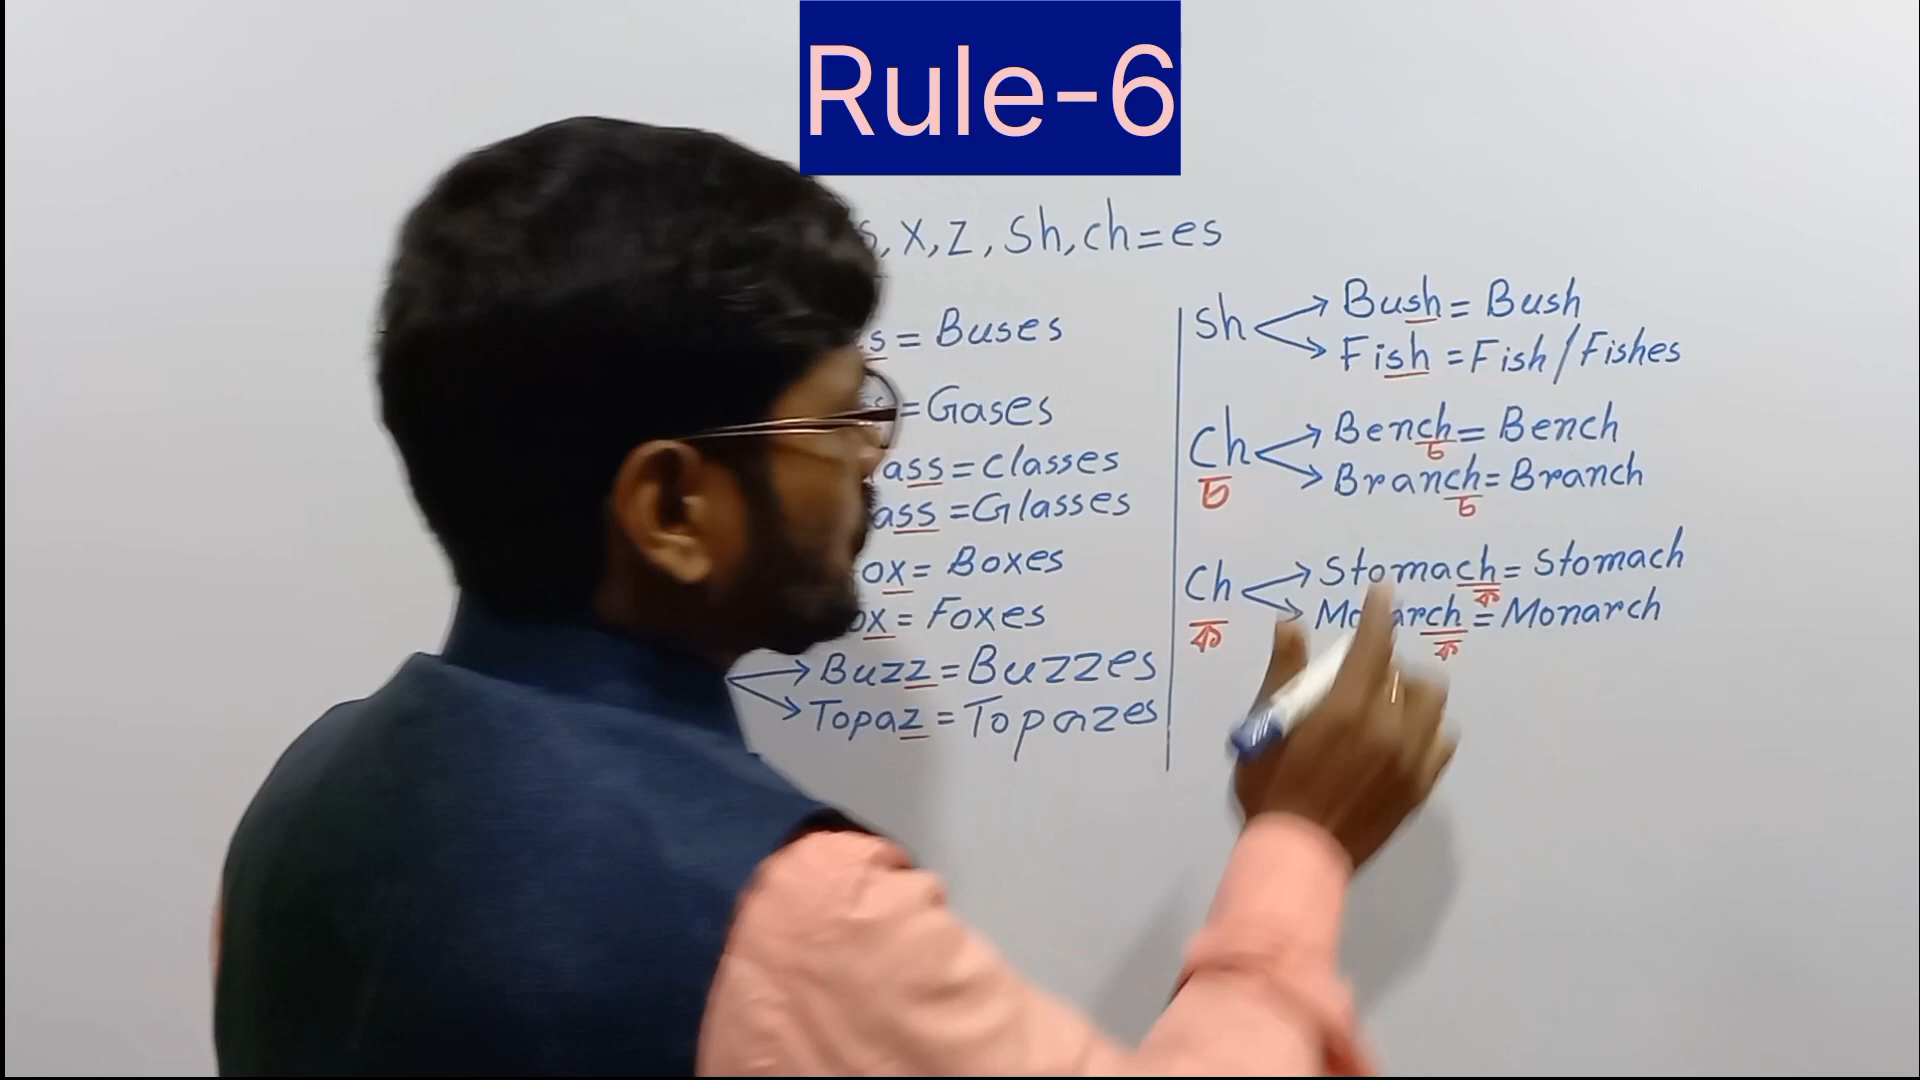 Rule-6
s, x, z, sh, ch = es
s = Buses
= Gases
ass = classes
ass = Glasses
ox = Boxes
ox = Foxes
Buzz = Buzzes
Topaz = Topazes
sh Bush = Bush
Fish = Fish / Fishes
Ch Bench = Bench
চ চ
Branch = Branch
চ
Ch Stomach = Stomach
ক ক
Monarch = Monarch
ক